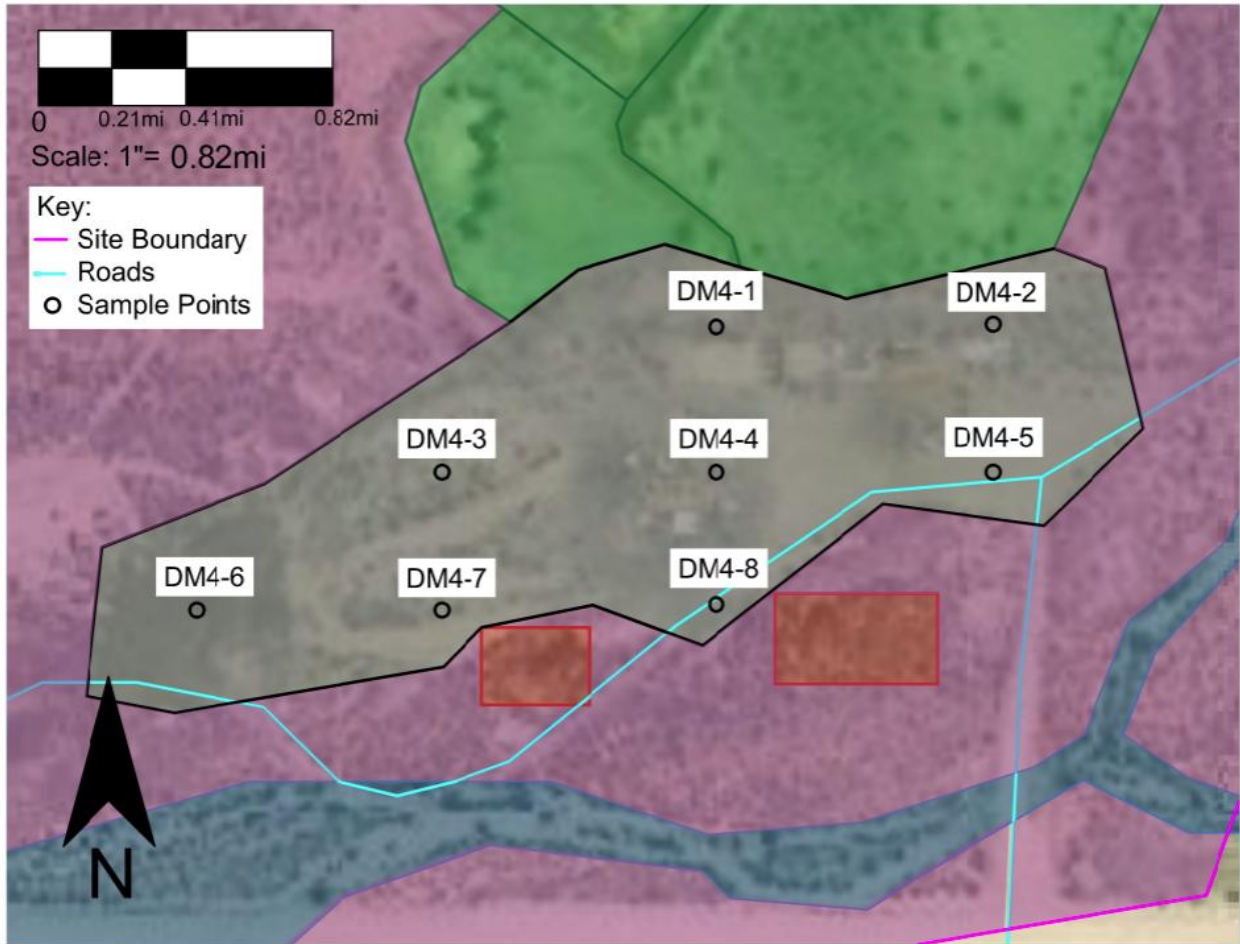 0 0.21mi 0.41mi 0.82mi
Scale: 1"= 0.82mi
Key:
Site Boundary
Roads
Sample Points
DM4-1
DM4-2
DM4-3
DM4-4
DM4-5
DM4-6
DM4-7
DM4-8
N